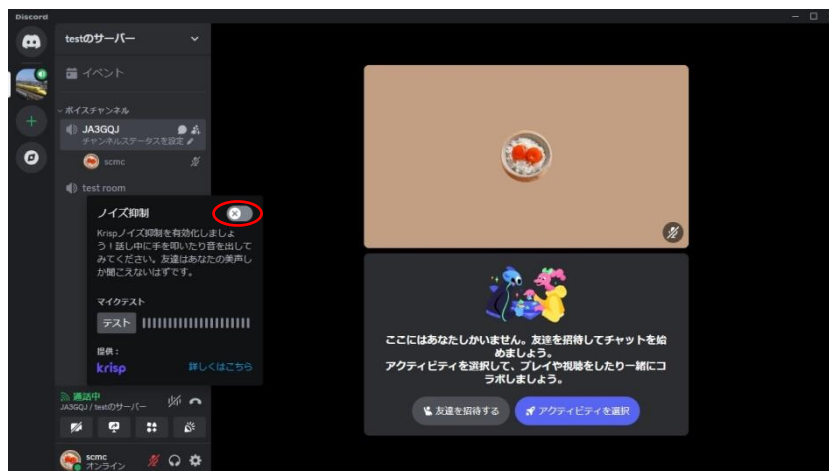 Discord
testのサーバー
イベント
ボイスチャンネル
JA3GQJ
チャンネルステータスを設定
scmc
test room
ノイズ抑制
Krispノイズ抑制を有効化しましょ
う！話し中に手を叩いたり音を出して
みてください。友達はあなたの美声し
か聞こえないはずです。
マイクテスト
テスト
提供：
krisp
詳しくはこちら
通話中
JA3GQJ / testのサーバー
scmc
オンライン
ここにはあなたしかいません。友達を招待してチャットを始
めましょう。
アクティビティを選択して、プレイや視聴をしたり一緒にコ
ラボしましょう。
友達を招待する
アクティビティを選択